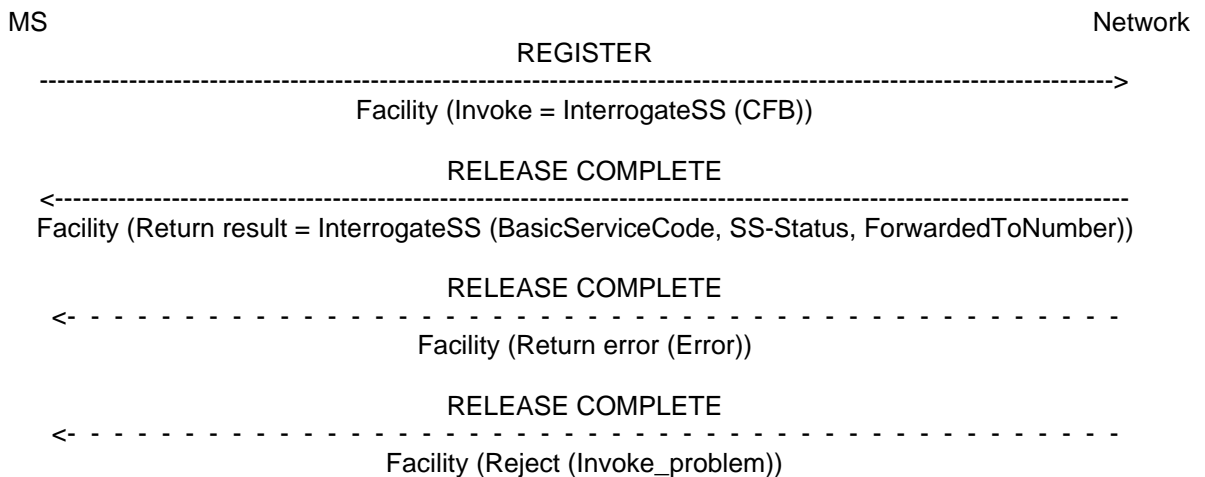 MS Network
REGISTER
Facility (Invoke = InterrogateSS (CFB))
RELEASE COMPLETE
Facility (Return result = InterrogateSS (BasicServiceCode, SS-Status, ForwardedToNumber))
RELEASE COMPLETE
Facility (Return error (Error))
RELEASE COMPLETE
Facility (Reject (Invoke_problem))